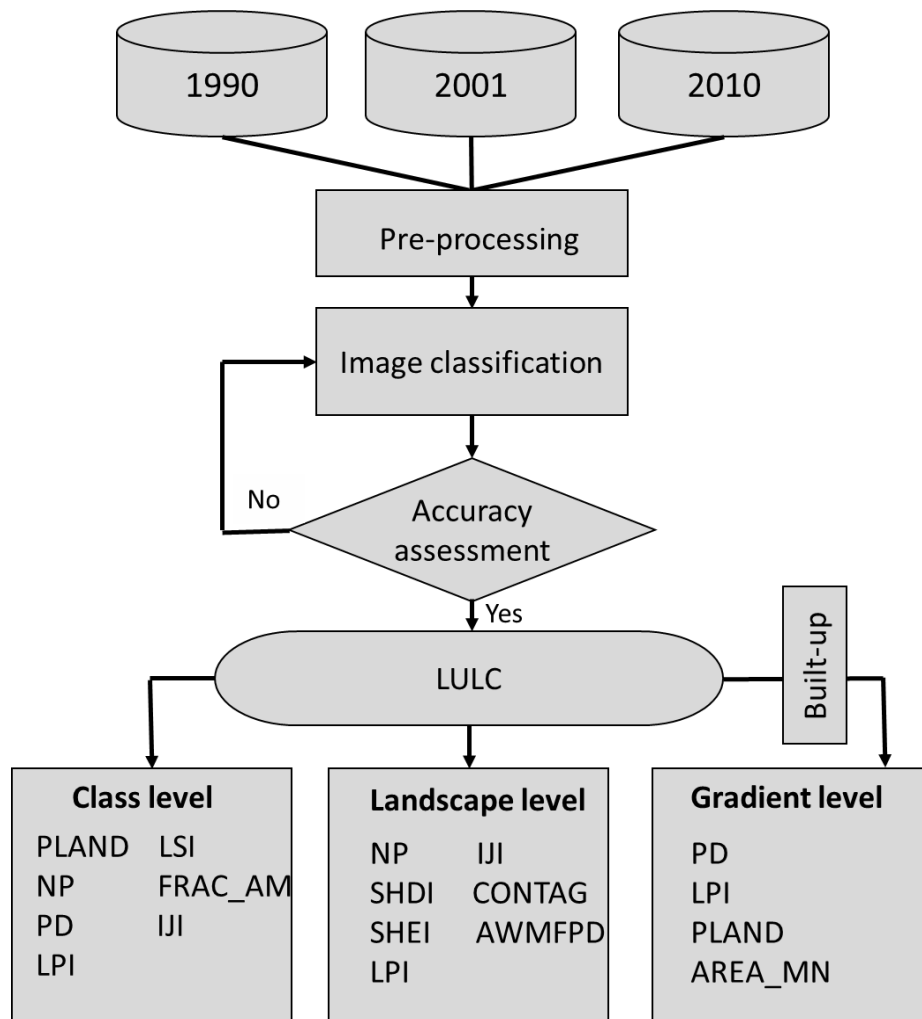 1990
2001
2010
Pre-processing
Image classification
No
Accuracy
assessment
Yes
LULC
Built-up
Class level
PLAND LSI
NP FRAC_AM
PD IJI
LPI
Landscape level
NP IJI
SHDI CONTAG
SHEI AWMFPD
LPI
Gradient level
PD
LPI
PLAND
AREA_MN